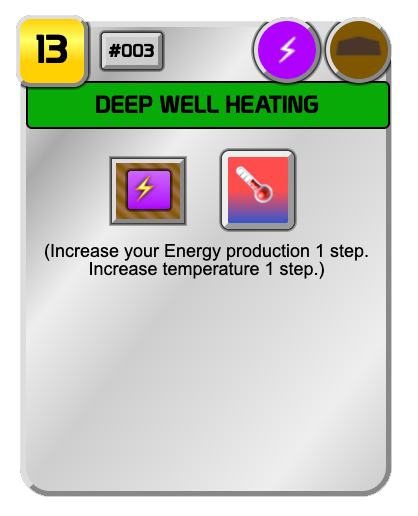 13
#003
DEEP WELL HEATING
(Increase your Energy production 1 step.
Increase temperature 1 step.)